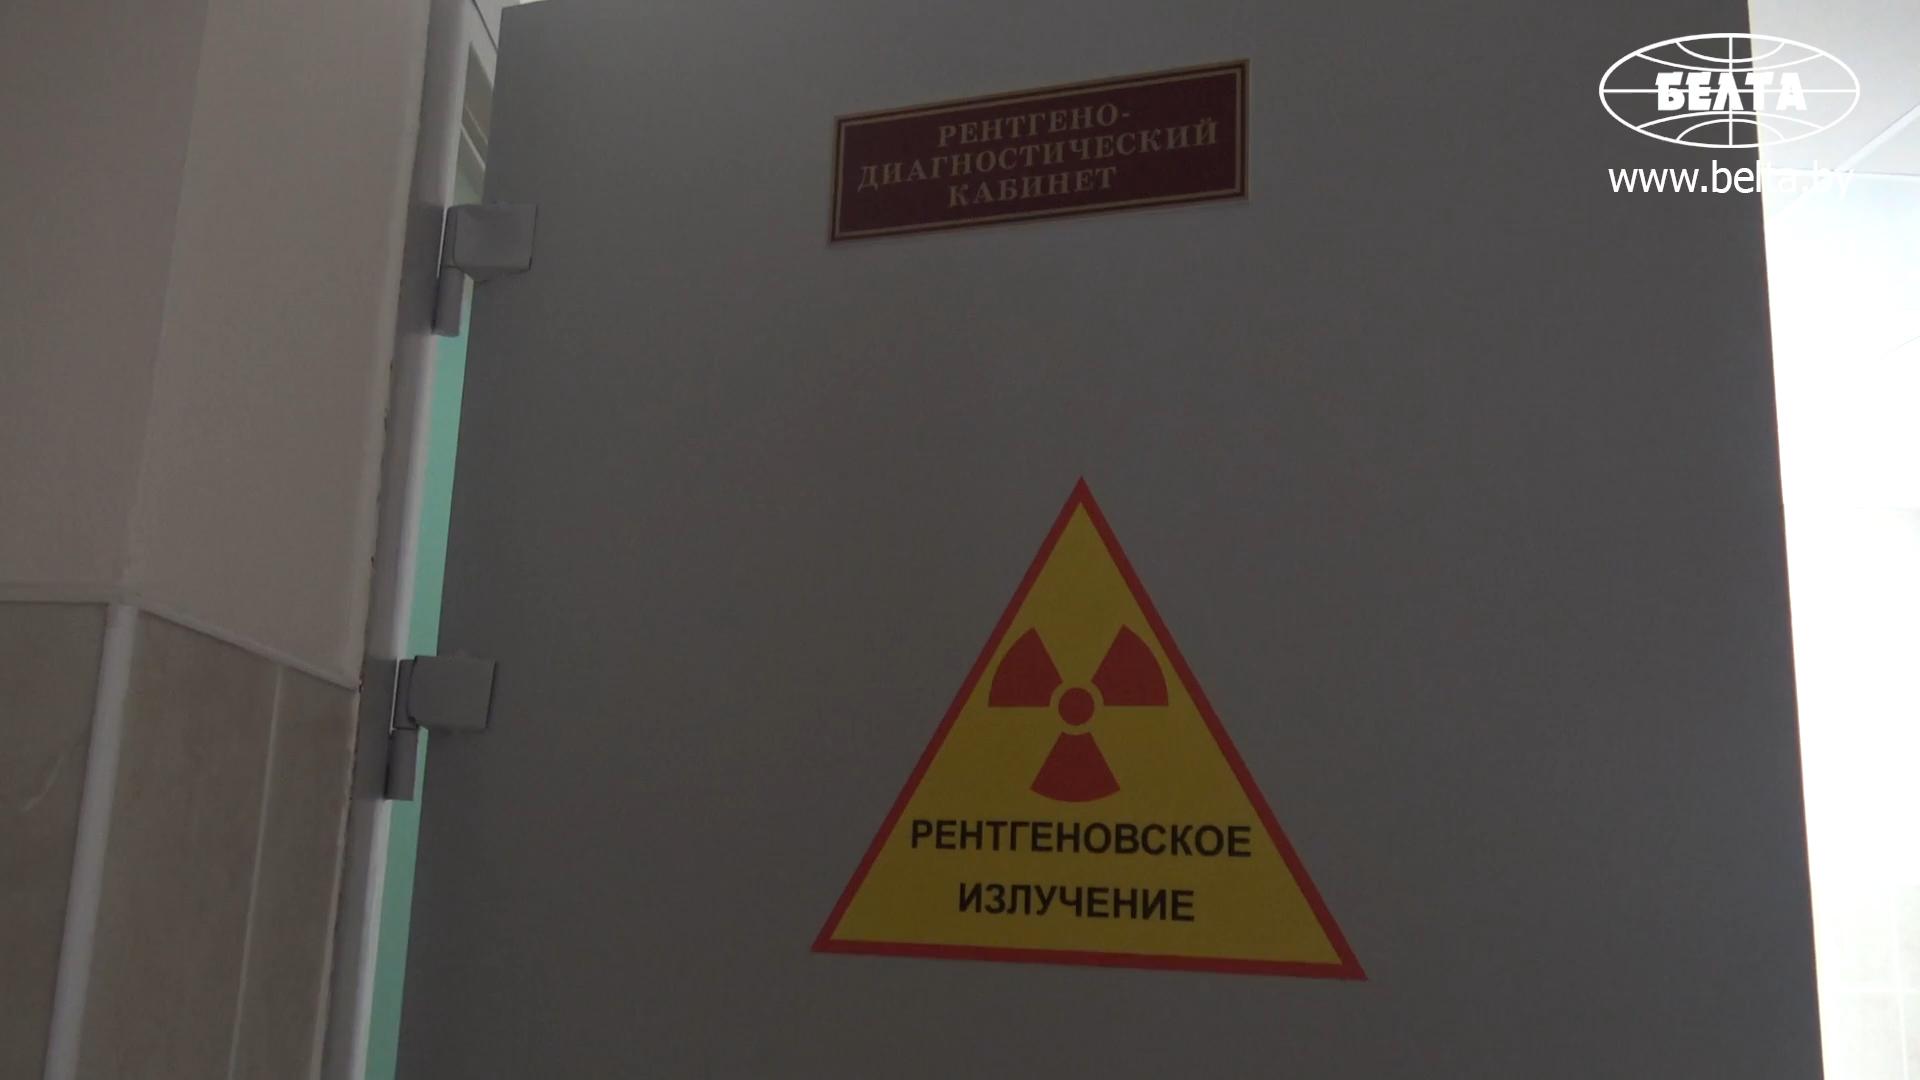 БЕЛТА
www.belta.by
РЕНТГЕНО-
ДИАГНОСТИЧЕСКИЙ
КАБИНЕТ
РЕНТГЕНОВСКОЕ
ИЗЛУЧЕНИЕ